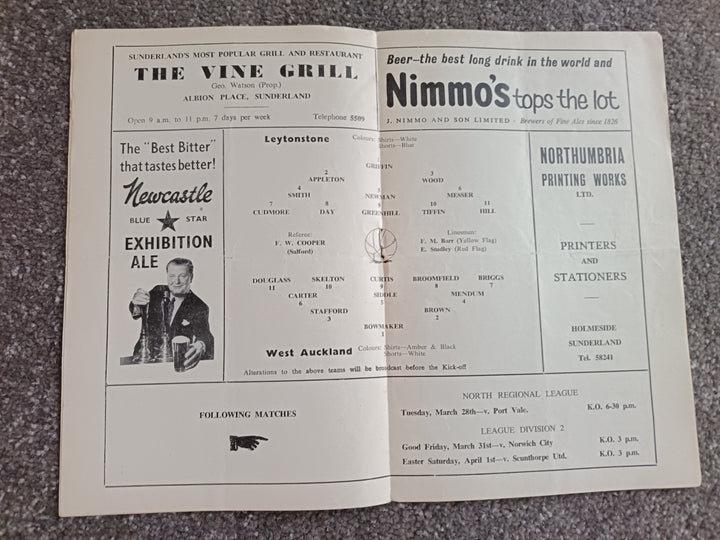 SUNDERLAND'S MOST POPULAR GRILL AND RESTAURANT
THE VINE GRILL
Geo. Watson (Prop.)
ALBION PLACE, SUNDERLAND
Open 9 a.m. to 11 p.m. 7 days per week Telephone 5509
Beer—the best long drink in the world and
Nimmo's tops the lot
J. NIMMO AND SON LIMITED · Brewers of Fine Ales since 1826
The "Best Bitter"
that tastes better!
Newcastle
BLUE STAR
EXHIBITION
ALE
Leytonstone Colours: Shirts—White
Shorts—Blue
1
GRIFFIN
2 3
APPLETON WOOD
4 5 6
SMITH NEWMAN MESSER
7 8 9 10 11
CUDMORE DAY GREENHILL TIFFIN HILL
Referee:
F. W. COOPER
(Salford)
Linesmen:
F. M. Barr (Yellow Flag)
E. Studley (Red Flag)
DOUGLASS SKELTON CURTIS BROOMFIELD BRIGGS
11 10 9 8 7
CARTER SIDDLE MENDUM
6 5 4
STAFFORD BROWN
3 2
BOWMAKER
1
West Auckland Colours: Shirts—Amber & Black
Shorts—White
Alterations to the above teams will be broadcast before the Kick-off
NORTHUMBRIA
PRINTING WORKS
LTD.
PRINTERS
AND
STATIONERS
HOLMESIDE
SUNDERLAND
Tel. 58241
FOLLOWING MATCHES
NORTH REGIONAL LEAGUE
Tuesday, March 28th—v. Port Vale. K.O. 6-30 p.m.
LEAGUE DIVISION 2
Good Friday, March 31st—v. Norwich City K.O. 3 p.m.
Easter Saturday, April 1st—v. Scunthorpe Utd. K.O. 3 p.m.